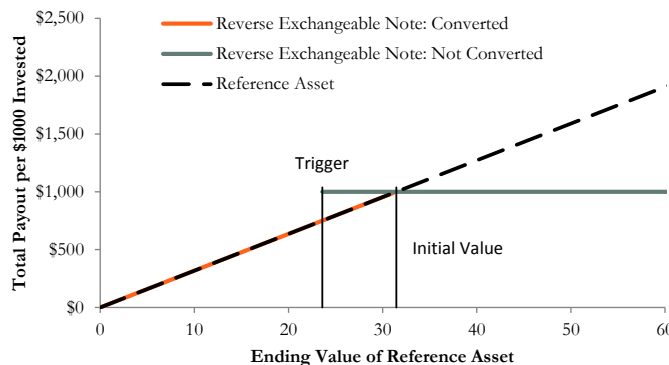 $2,500
$2,000
$1,500
$1,000
$500
$0
Total Payout per $1000 Invested
Reverse Exchangeable Note: Converted
Reverse Exchangeable Note: Not Converted
Reference Asset
Trigger
Initial Value
0 10 20 30 40 50 60
Ending Value of Reference Asset